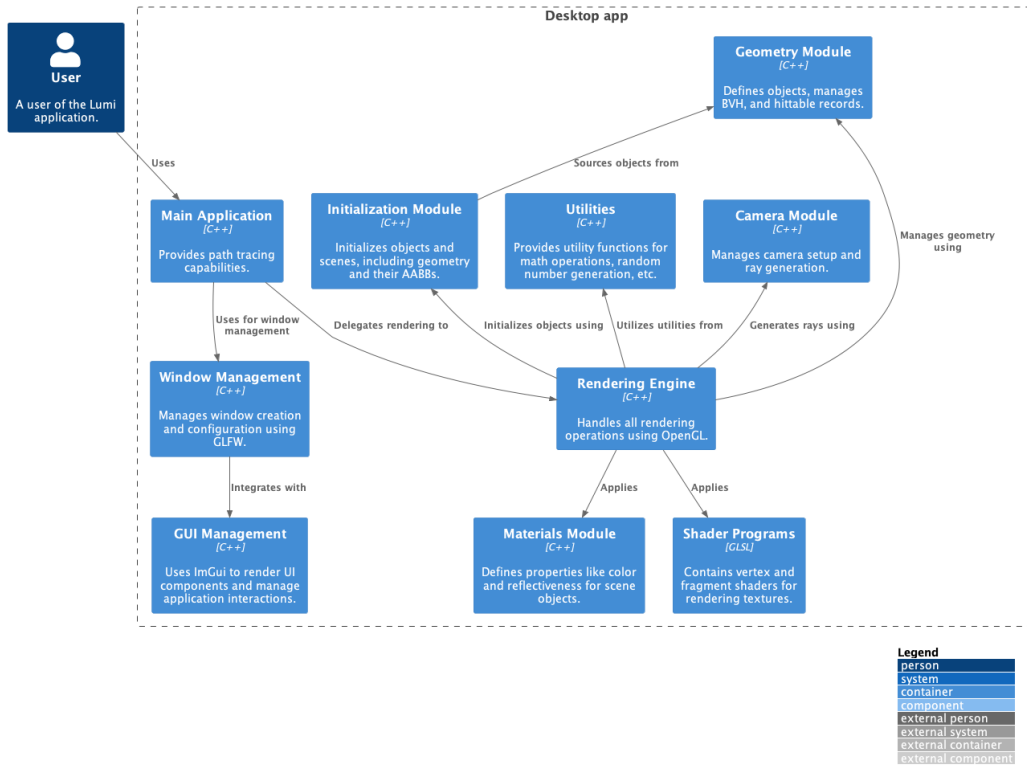 Desktop app
User
A user of the Lumi
application.
Uses
Geometry Module
[C++]
Defines objects, manages
BVH, and hittable records.
Sources objects from
Manages geometry
using
Main Application
[C++]
Provides path tracing
capabilities.
Initialization Module
[C++]
Initializes objects and
scenes, including geometry
and their AABBs.
Utilities
[C++]
Provides utility functions for
math operations, random
number generation, etc.
Camera Module
[C++]
Manages camera setup and
ray generation.
Uses for window
management
Delegates rendering to
Initializes objects using
Utilizes utilities from
Generates rays using
Window Management
[C++]
Manages window creation
and configuration using
GLFW.
Rendering Engine
[C++]
Handles all rendering
operations using OpenGL.
Integrates with
Applies
Applies
GUI Management
[C++]
Uses ImGui to render UI
components and manage
application interactions.
Materials Module
[C++]
Defines properties like color
and reflectiveness for scene
objects.
Shader Programs
[GLSL]
Contains vertex and
fragment shaders for
rendering textures.
Legend
person
system
container
component
external person
external system
external container
external component